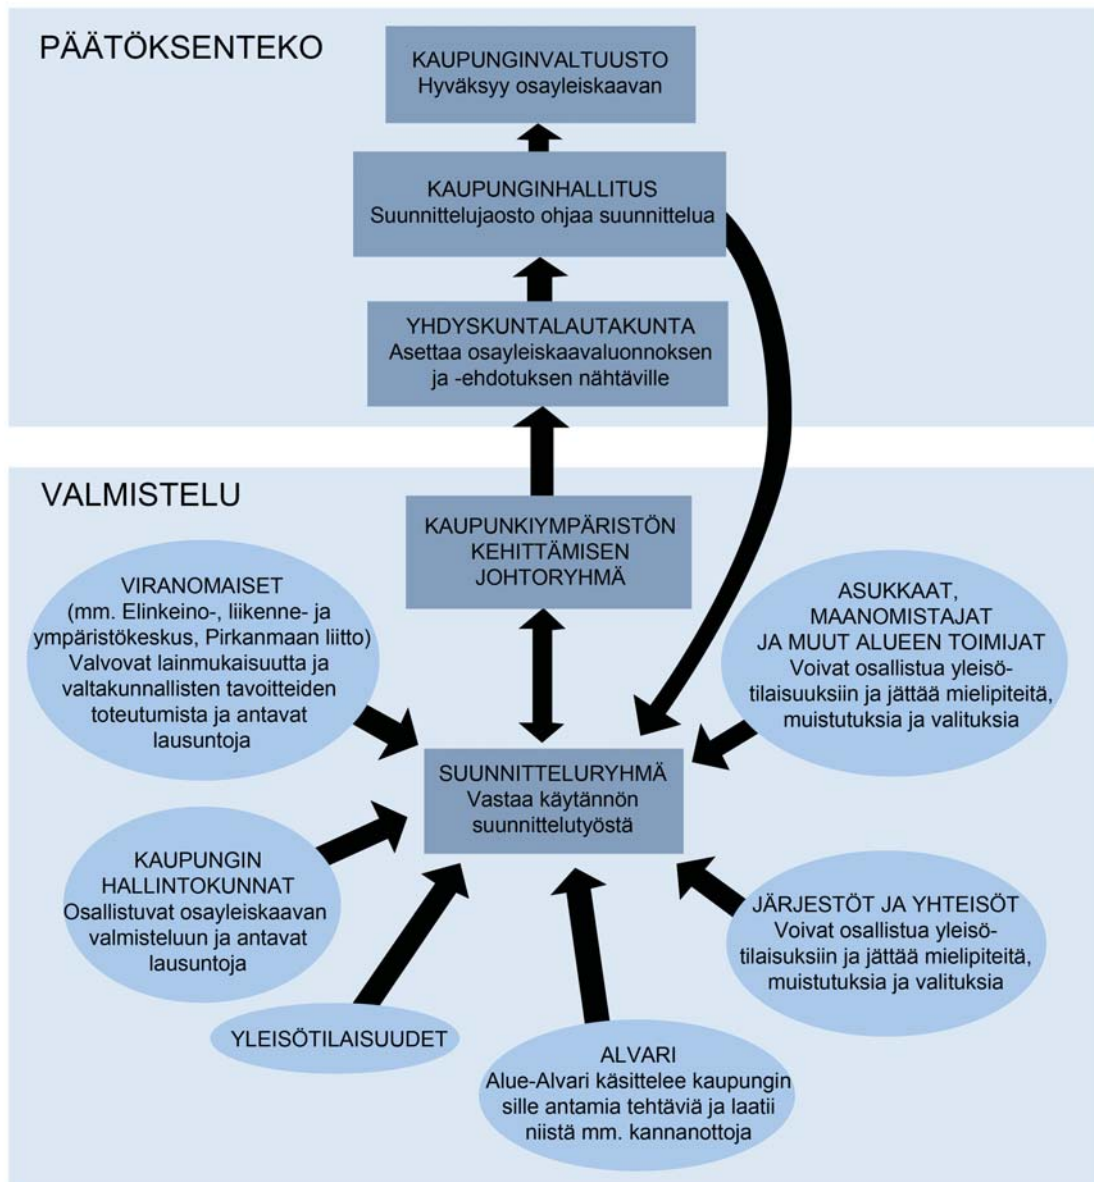 PÄÄTÖKSENTEKO
KAUPUNGINVALTUUSTO
Hyväksyy osayleiskaavan
KAUPUNGINHALLITUS
Suunnittelujaosto ohjaa suunnittelua
YHDYSKUNTALAUTAKUNTA
Asettaa osayleiskaavaluonnoksen
ja -ehdotuksen nähtäville
VALMISTELU
KAUPUNKIYMPÄRISTÖN
KEHITTÄMISEN
JOHTORYHMÄ
VIRANOMAISET
(mm. Elinkeino-, liikenne- ja
ympäristökeskus, Pirkanmaan liitto)
Valvovat lainmukaisuutta ja
valtakunnallisten tavoitteiden
toteutumista ja antavat
lausuntoja
ASUKKAAT,
MAANOMISTAJAT
JA MUUT ALUEEN TOIMIJAT
Voivat osallistua yleisö-
tilaisuuksiin ja jättää mielipiteitä,
muistutuksia ja valituksia
SUUNNITTELURYHMÄ
Vastaa käytännön
suunnittelutyöstä
KAUPUNGIN
HALLINTOKUNNAT
Osallistuvat osayleiskaavan
valmisteluun ja antavat
lausuntoja
JÄRJESTÖT JA YHTEISÖT
Voivat osallistua yleisö-
tilaisuksiin ja jättää mielipiteitä,
muistutuksia ja valituksia
YLEISÖTILAISUUDET
ALVARI
Alue-Alvari käsittelee kaupungin
sille antamia tehtäviä ja laatii
niistä mm. kannanottoja